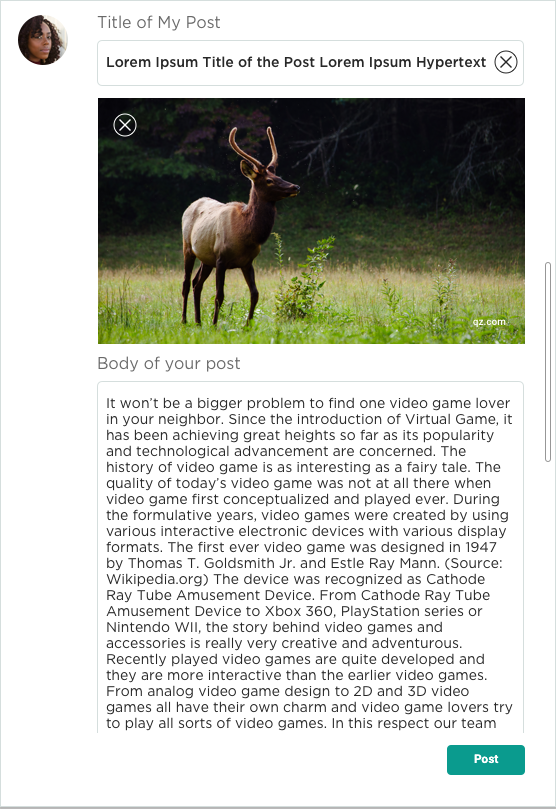 Title of My Post
Lorem Ipsum Title of the Post Lorem Ipsum Hypertext
qz.com
Body of your post
It won’t be a bigger problem to find one video game lover
in your neighbor. Since the introduction of Virtual Game, it
has been achieving great heights so far as its popularity
and technological advancement are concerned. The
history of video game is as interesting as a fairy tale. The
quality of today’s video game was not at all there when
video game first conceptualized and played ever. During
the formulative years, video games were created by using
various interactive electronic devices with various display
formats. The first ever video game was designed in 1947
by Thomas T. Goldsmith Jr. and Estle Ray Mann. (Source:
Wikipedia.org) The device was recognized as Cathode
Ray Tube Amusement Device. From Cathode Ray Tube
Amusement Device to Xbox 360, PlayStation series or
Nintendo WII, the story behind video games and
accessories is really very creative and adventurous.
Recently played video games are quite developed and
they are more interactive than the earlier video games.
From analog video game design to 2D and 3D video
games all have their own charm and video game lovers try
to play all sorts of video games. In this respect our team
Post